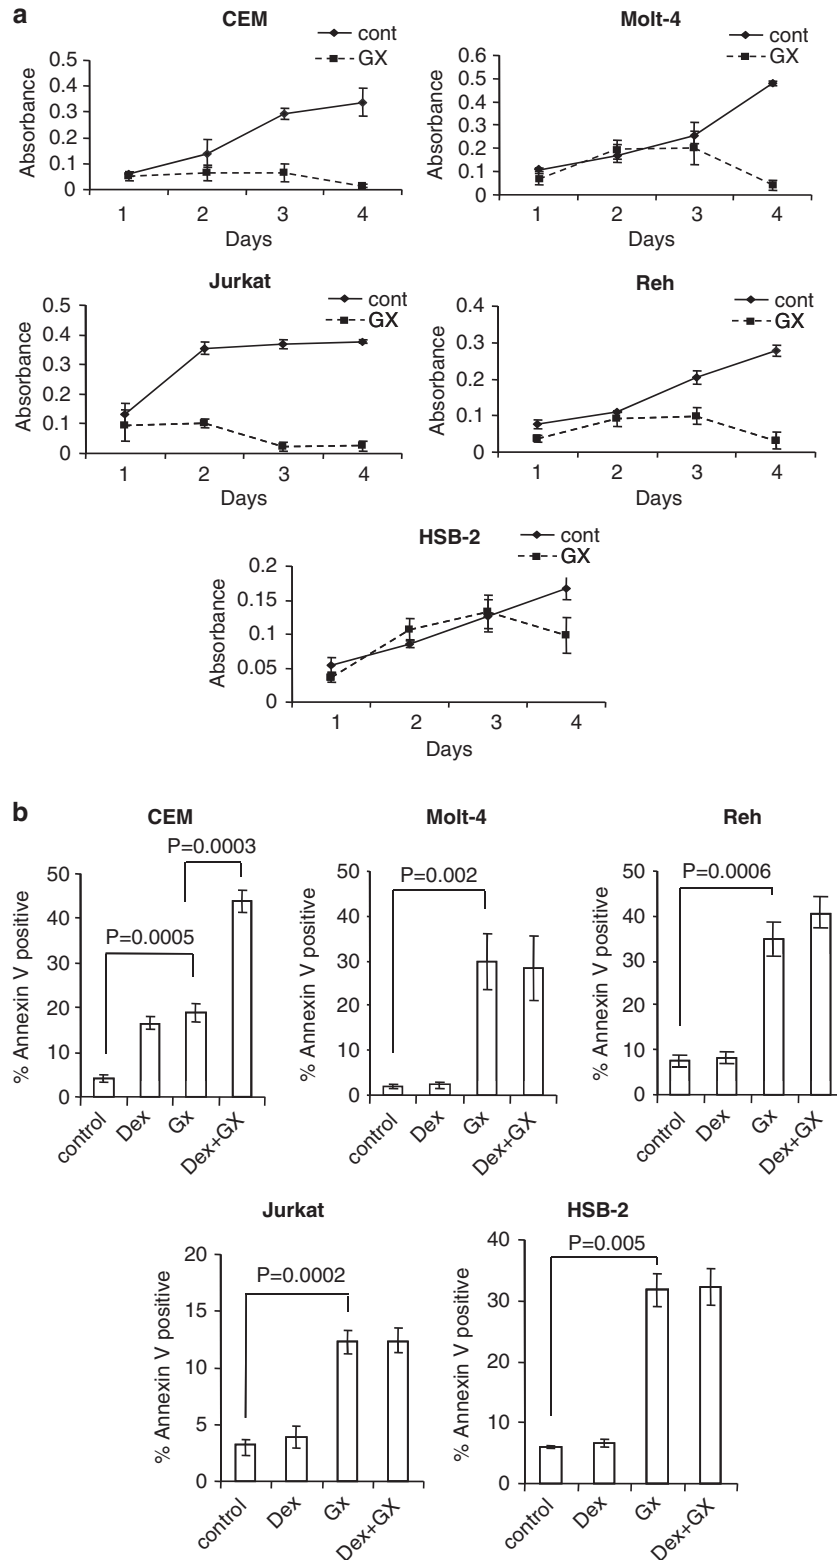 a
CEM
cont
GX
Absorbance
0.5
0.4
0.3
0.2
0.1
0
1 2 3 4
Days
Molt-4
cont
GX
Absorbance
0.6
0.5
0.4
0.3
0.2
0.1
0
1 2 3 4
Days
Jurkat
cont
GX
Absorbance
0.5
0.4
0.3
0.2
0.1
0
1 2 3 4
Days
Reh
cont
GX
Absorbance
0.4
0.3
0.2
0.1
0
1 2 3 4
Days
HSB-2
cont
GX
Absorbance
0.2
0.15
0.1
0.05
0
1 2 3 4
Days
b
CEM
P=0.0003
P=0.0005
% Annexin V positive
50
40
30
20
10
0
control Dex Gx Dex+GX
Molt-4
P=0.002
% Annexin V positive
50
40
30
20
10
0
control Dex Gx Dex+GX
Reh
P=0.0006
% Annexin V positive
50
40
30
20
10
0
control Dex Gx Dex+GX
Jurkat
P=0.0002
% Annexin V positive
20
15
10
5
0
control Dex Gx Dex+GX
HSB-2
P=0.005
% Annexin V positive
40
30
20
10
0
control Dex Gx Dex+GX